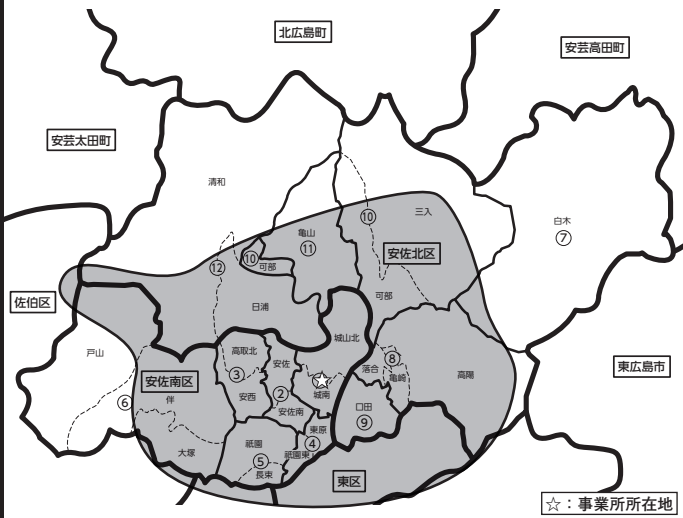 北広島町
安芸高田町
安芸太田町
清和
三入
白木
⑦
⑩
亀山
⑪
⑩
可部
⑫
安佐北区
佐伯区
日浦
可部
戸山
城山北
東広島市
高取北
③
安佐
落合
⑧
亀崎
高陽
安佐南区
伴
⑥
安西
②
安佐南
☆
城南
口田
⑨
東原
④
大塚
祇園
⑤
長束
祇園東
東区
☆：事業所所在地